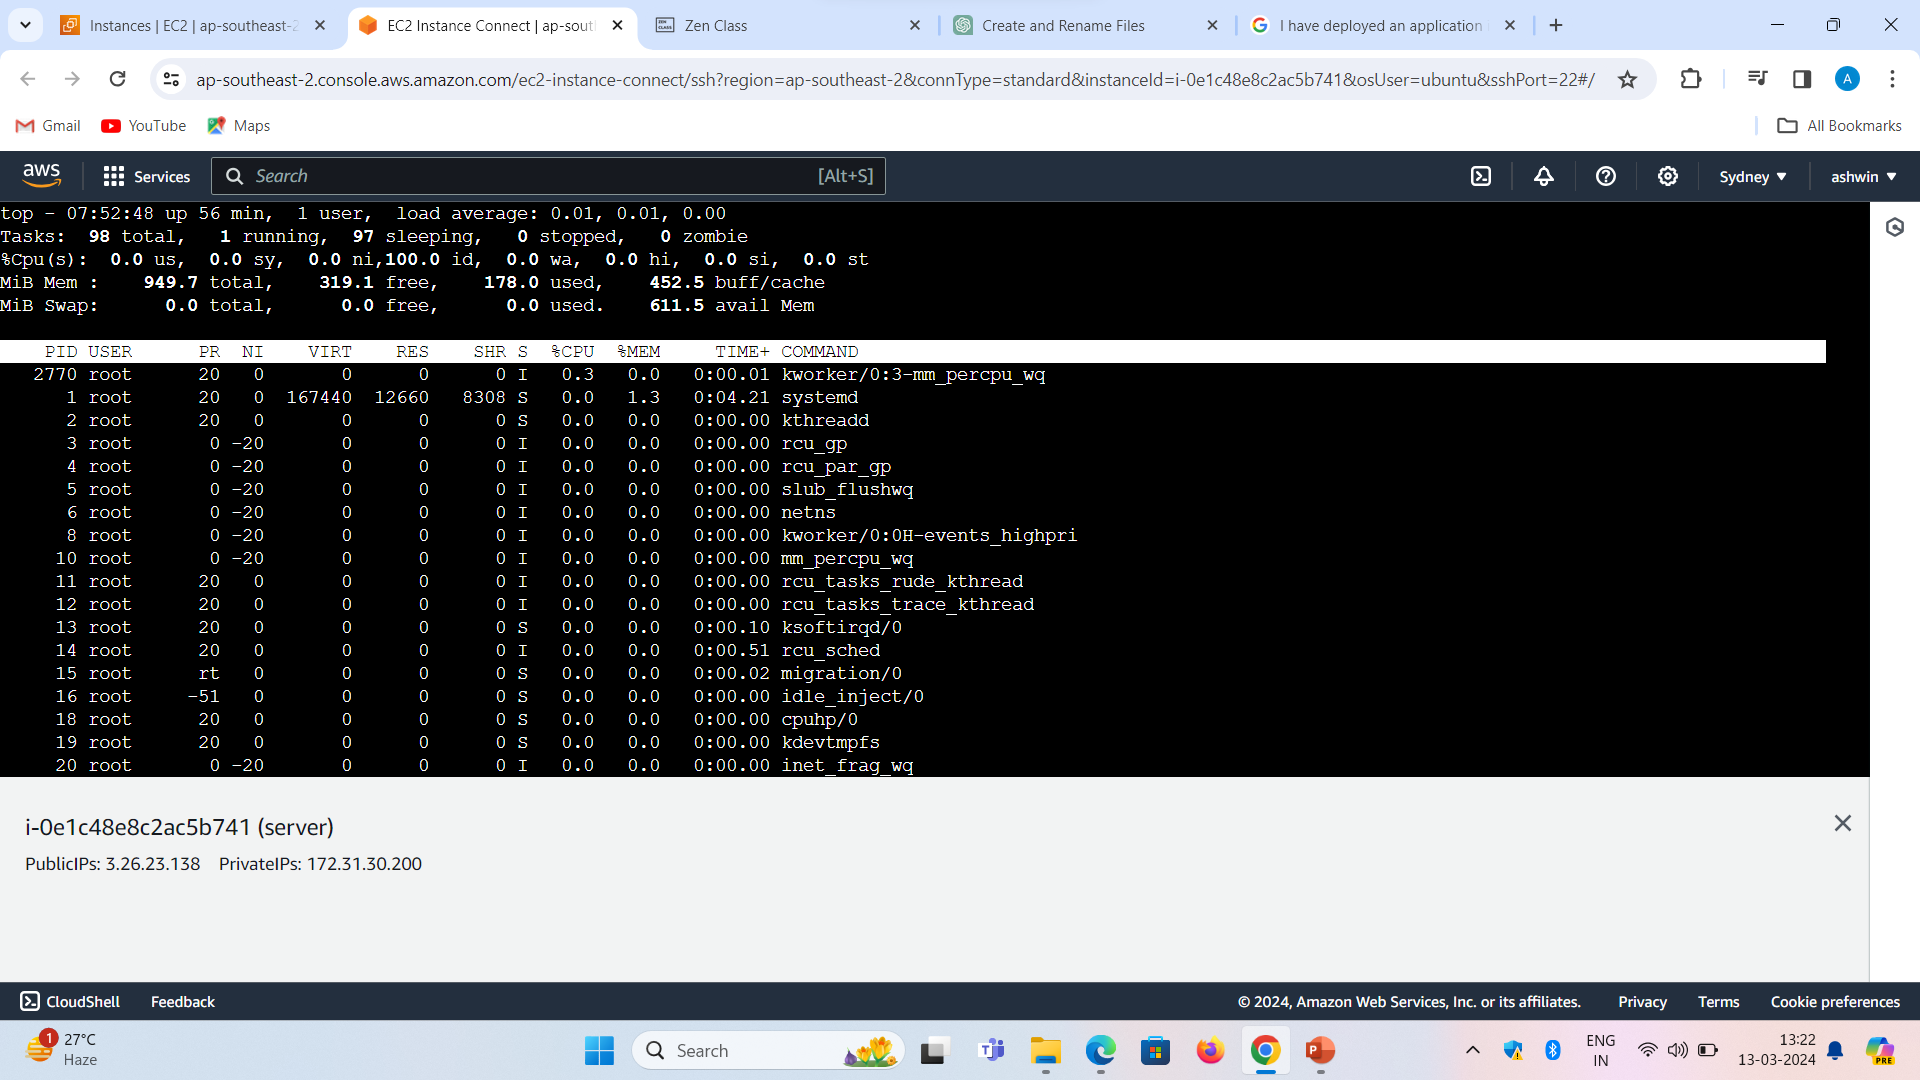 Instances | EC2 | ap-southeast-2
EC2 Instance Connect | ap-sout
Zen Class
Create and Rename Files
I have deployed an application
ap-southeast-2.console.aws.amazon.com/ec2-instance-connect/ssh?region=ap-southeast-2&connType=standard&instanceId=i-0e1c48e8c2ac5b741&osUser=ubuntu&sshPort=22#/
A
Gmail YouTube Maps All Bookmarks
aws Services Search [Alt+S] Sydney ashwin
top - 07:52:48 up 56 min, 1 user, load average: 0.01, 0.01, 0.00
Tasks: 98 total, 1 running, 97 sleeping, 0 stopped, 0 zombie
%Cpu(s): 0.0 us, 0.0 sy, 0.0 ni,100.0 id, 0.0 wa, 0.0 hi, 0.0 si, 0.0 st
MiB Mem : 949.7 total, 319.1 free, 178.0 used, 452.5 buff/cache
MiB Swap: 0.0 total, 0.0 free, 0.0 used. 611.5 avail Mem
PID USER PR NI VIRT RES SHR S %CPU %MEM TIME+ COMMAND
2770 root 20 0 0 0 0 I 0.3 0.0 0:00.01 kworker/0:3-mm_percpu_wq
1 root 20 0 167440 12660 8308 S 0.0 1.3 0:04.21 systemd
2 root 20 0 0 0 0 S 0.0 0.0 0:00.00 kthreadd
3 root 0 -20 0 0 0 I 0.0 0.0 0:00.00 rcu_gp
4 root 0 -20 0 0 0 I 0.0 0.0 0:00.00 rcu_par_gp
5 root 0 -20 0 0 0 I 0.0 0.0 0:00.00 slub_flushwq
6 root 0 -20 0 0 0 I 0.0 0.0 0:00.00 netns
8 root 0 -20 0 0 0 I 0.0 0.0 0:00.00 kworker/0:0H-events_highpri
10 root 0 -20 0 0 0 I 0.0 0.0 0:00.00 mm_percpu_wq
11 root 20 0 0 0 0 I 0.0 0.0 0:00.00 rcu_tasks_rude_kthread
12 root 20 0 0 0 0 I 0.0 0.0 0:00.00 rcu_tasks_trace_kthread
13 root 20 0 0 0 0 S 0.0 0.0 0:00.10 ksoftirqd/0
14 root 20 0 0 0 0 I 0.0 0.0 0:00.51 rcu_sched
15 root rt 0 0 0 0 S 0.0 0.0 0:00.02 migration/0
16 root -51 0 0 0 0 S 0.0 0.0 0:00.00 idle_inject/0
18 root 20 0 0 0 0 S 0.0 0.0 0:00.00 cpuhp/0
19 root 20 0 0 0 0 S 0.0 0.0 0:00.00 kdevtmpfs
20 root 0 -20 0 0 0 I 0.0 0.0 0:00.00 inet_frag_wq
i-0e1c48e8c2ac5b741 (server)
PublicIPs: 3.26.23.138 PrivateIPs: 172.31.30.200
CloudShell Feedback © 2024, Amazon Web Services, Inc. or its affiliates. Privacy Terms Cookie preferences
1 27°C
Haze
Search
ENG
IN
13:22
13-03-2024
PRE